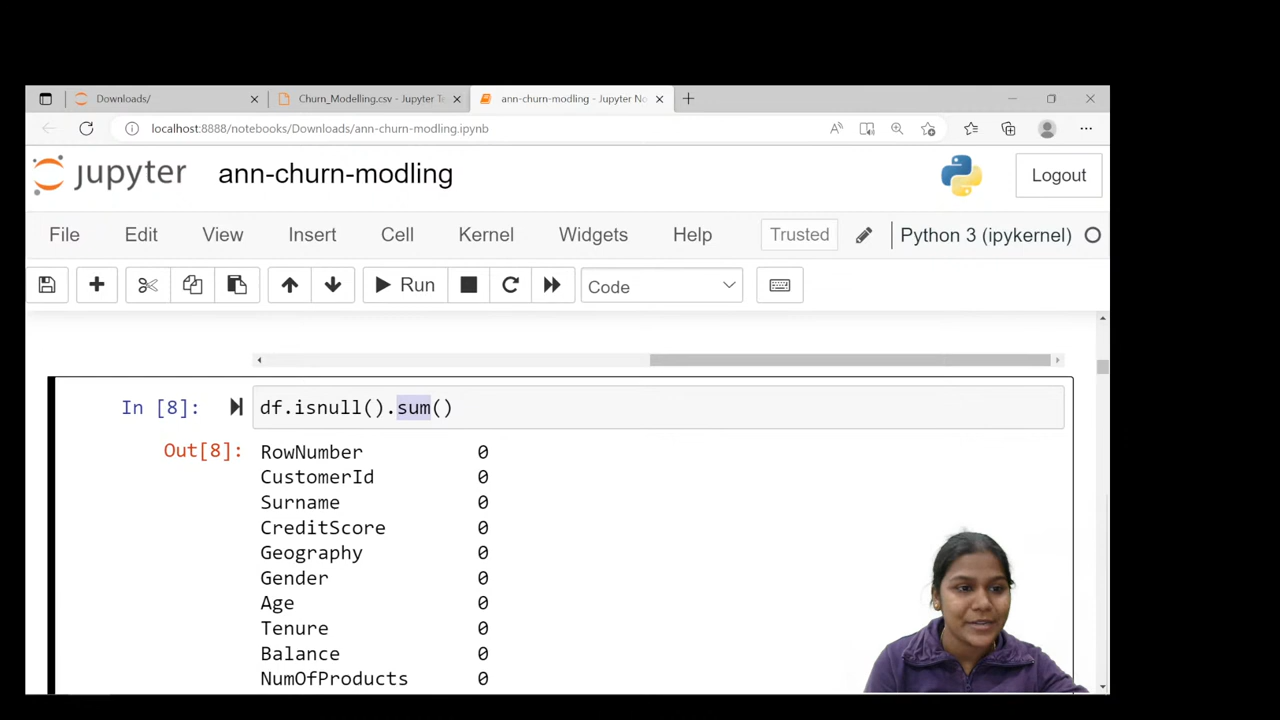 Downloads/
Churn_Modelling.csv - Jupyter Te
ann-churn-modling - Jupyter No
localhost:8888/notebooks/Downloads/ann-churn-modling.ipynb
jupyter ann-churn-modling Logout
File Edit View Insert Cell Kernel Widgets Help Trusted Python 3 (ipykernel)
Run Code
In [8]: df.isnull().sum()
Out[8]: RowNumber 0
CustomerId 0
Surname 0
CreditScore 0
Geography 0
Gender 0
Age 0
Tenure 0
Balance 0
NumOfProducts 0